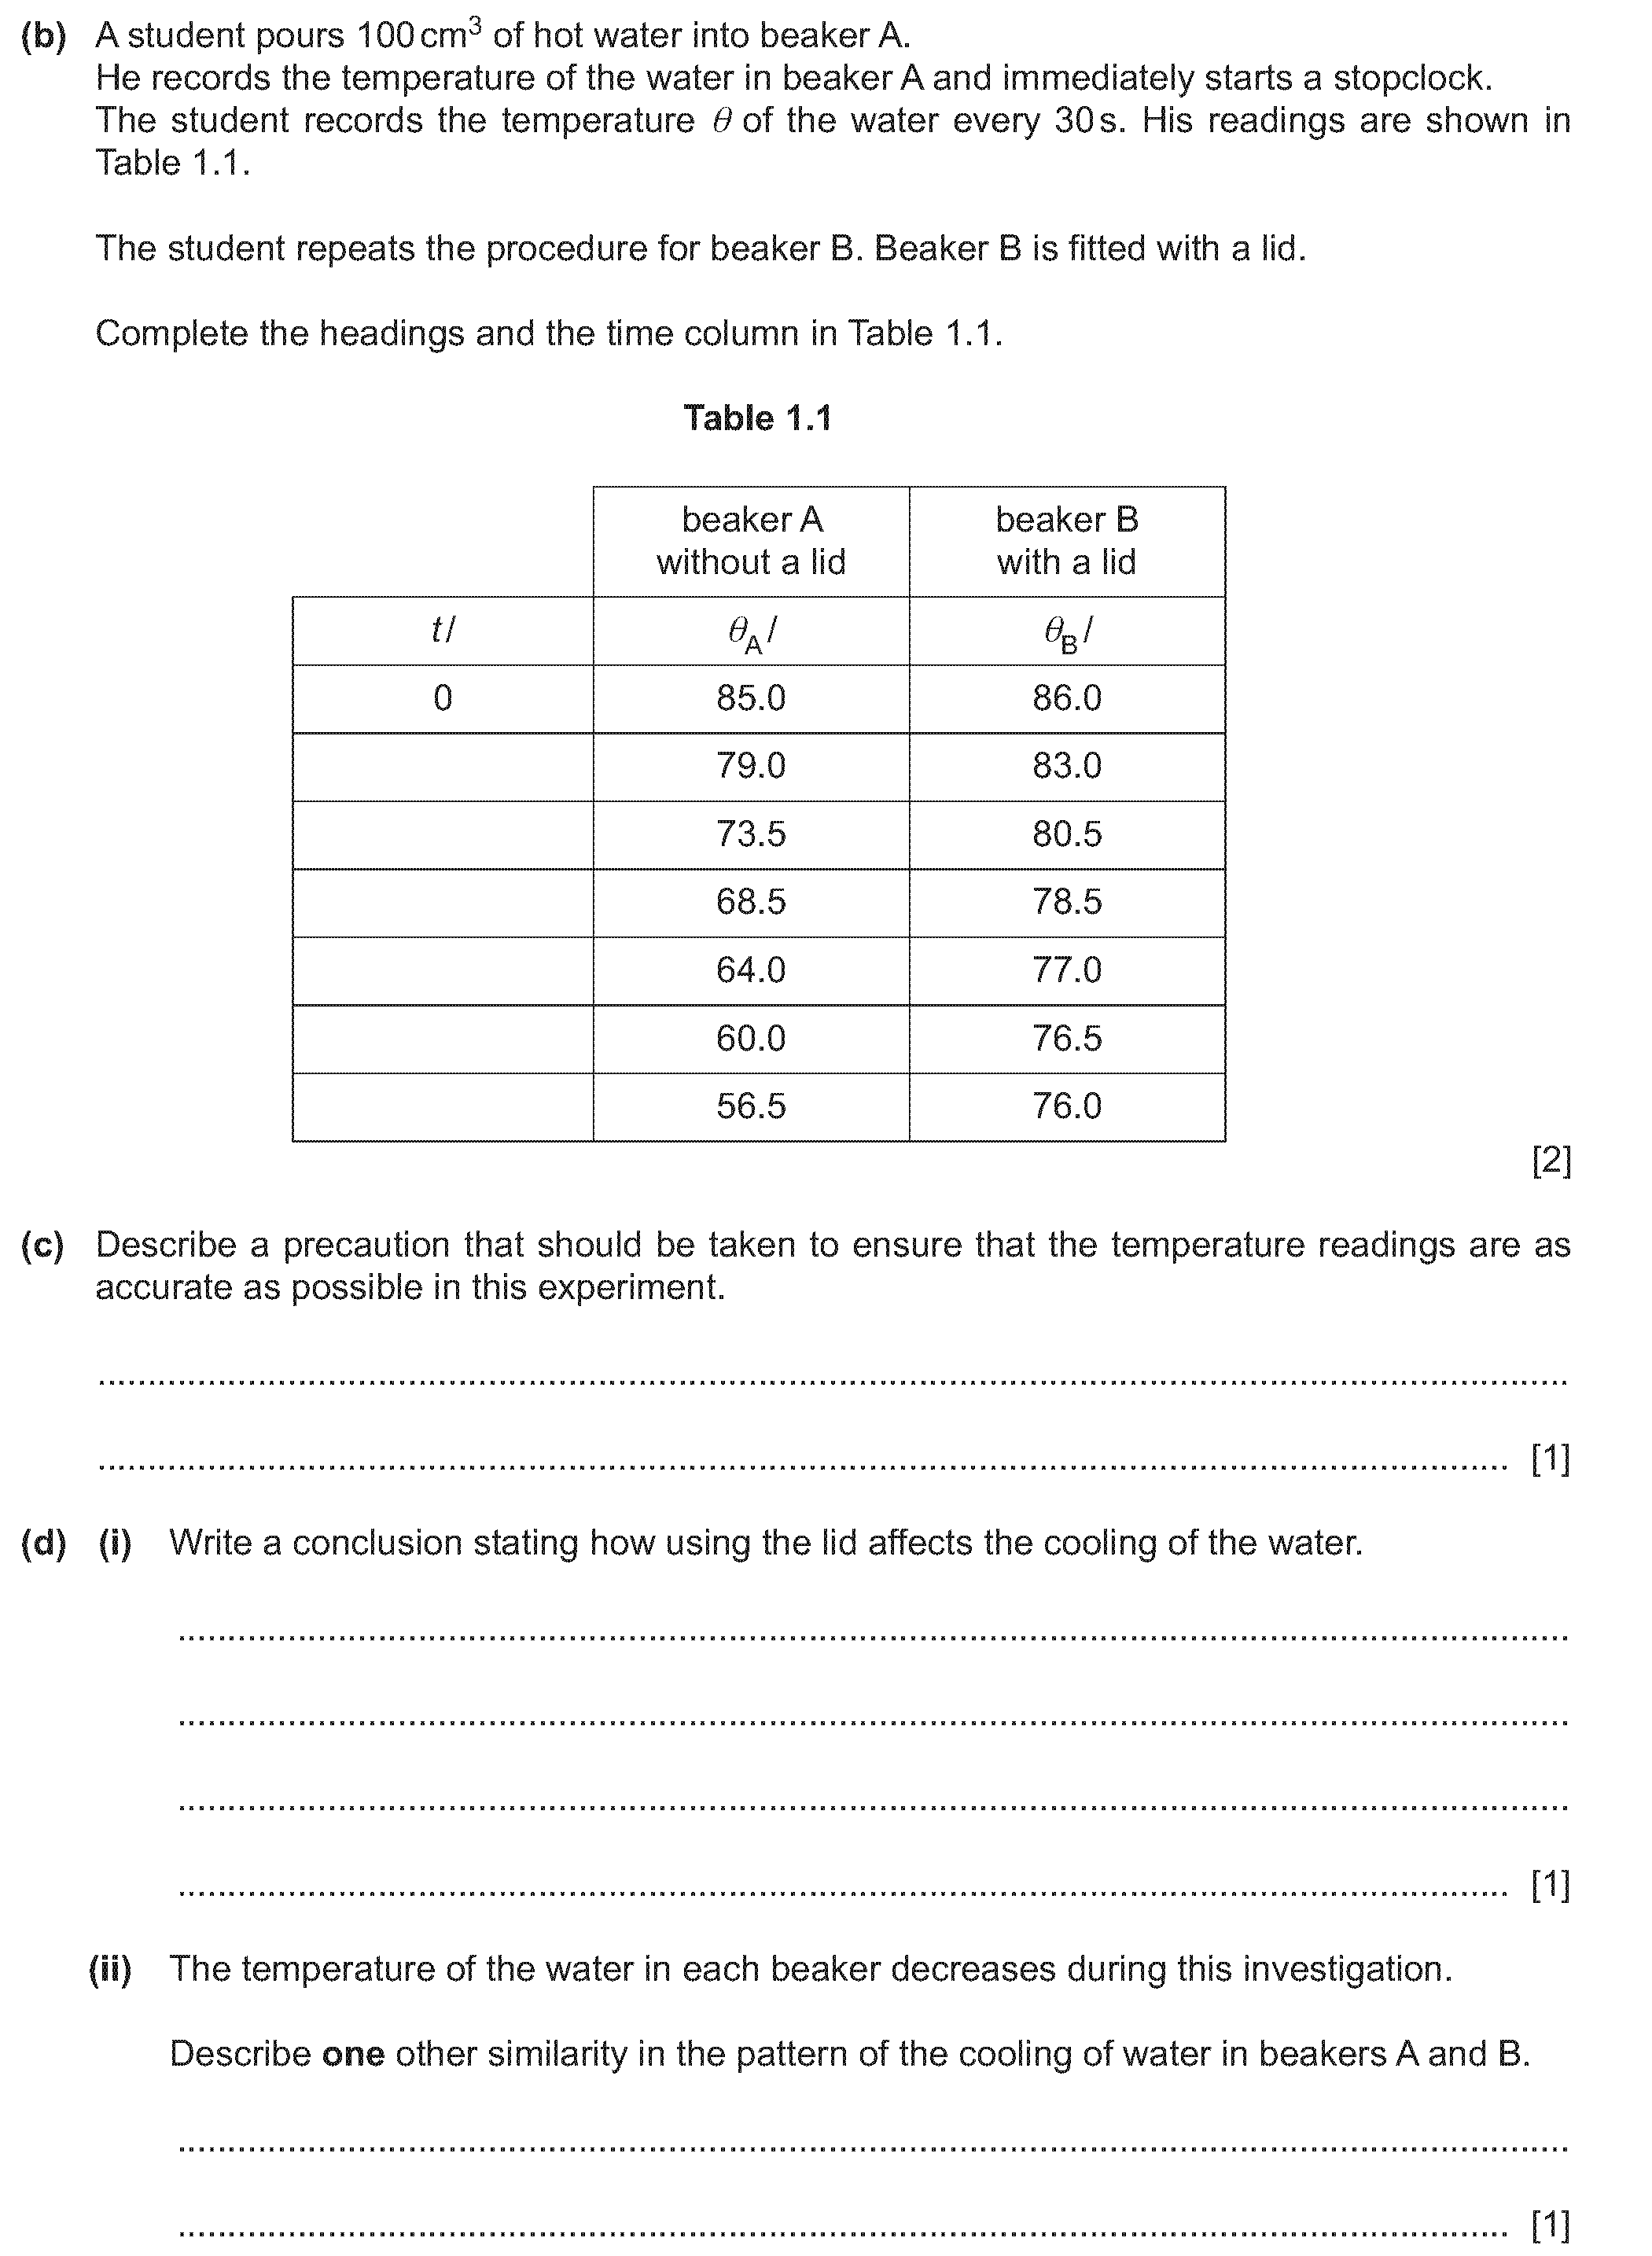 (b) A student pours 100 cm³ of hot water into beaker A.
He records the temperature of the water in beaker A and immediately starts a stopclock.
The student records the temperature θ of the water every 30 s. His readings are shown in
Table 1.1.
The student repeats the procedure for beaker B. Beaker B is fitted with a lid.
Complete the headings and the time column in Table 1.1.
Table 1.1
beaker A beaker B
without a lid with a lid
t/ θA/ θB/
0 85.0 86.0
79.0 83.0
73.5 80.5
68.5 78.5
64.0 77.0
60.0 76.5
56.5 76.0
[2]
(c) Describe a precaution that should be taken to ensure that the temperature readings are as
accurate as possible in this experiment.
[1]
(d) (i) Write a conclusion stating how using the lid affects the cooling of the water.
[1]
(ii) The temperature of the water in each beaker decreases during this investigation.
Describe one other similarity in the pattern of the cooling of water in beakers A and B.
[1]